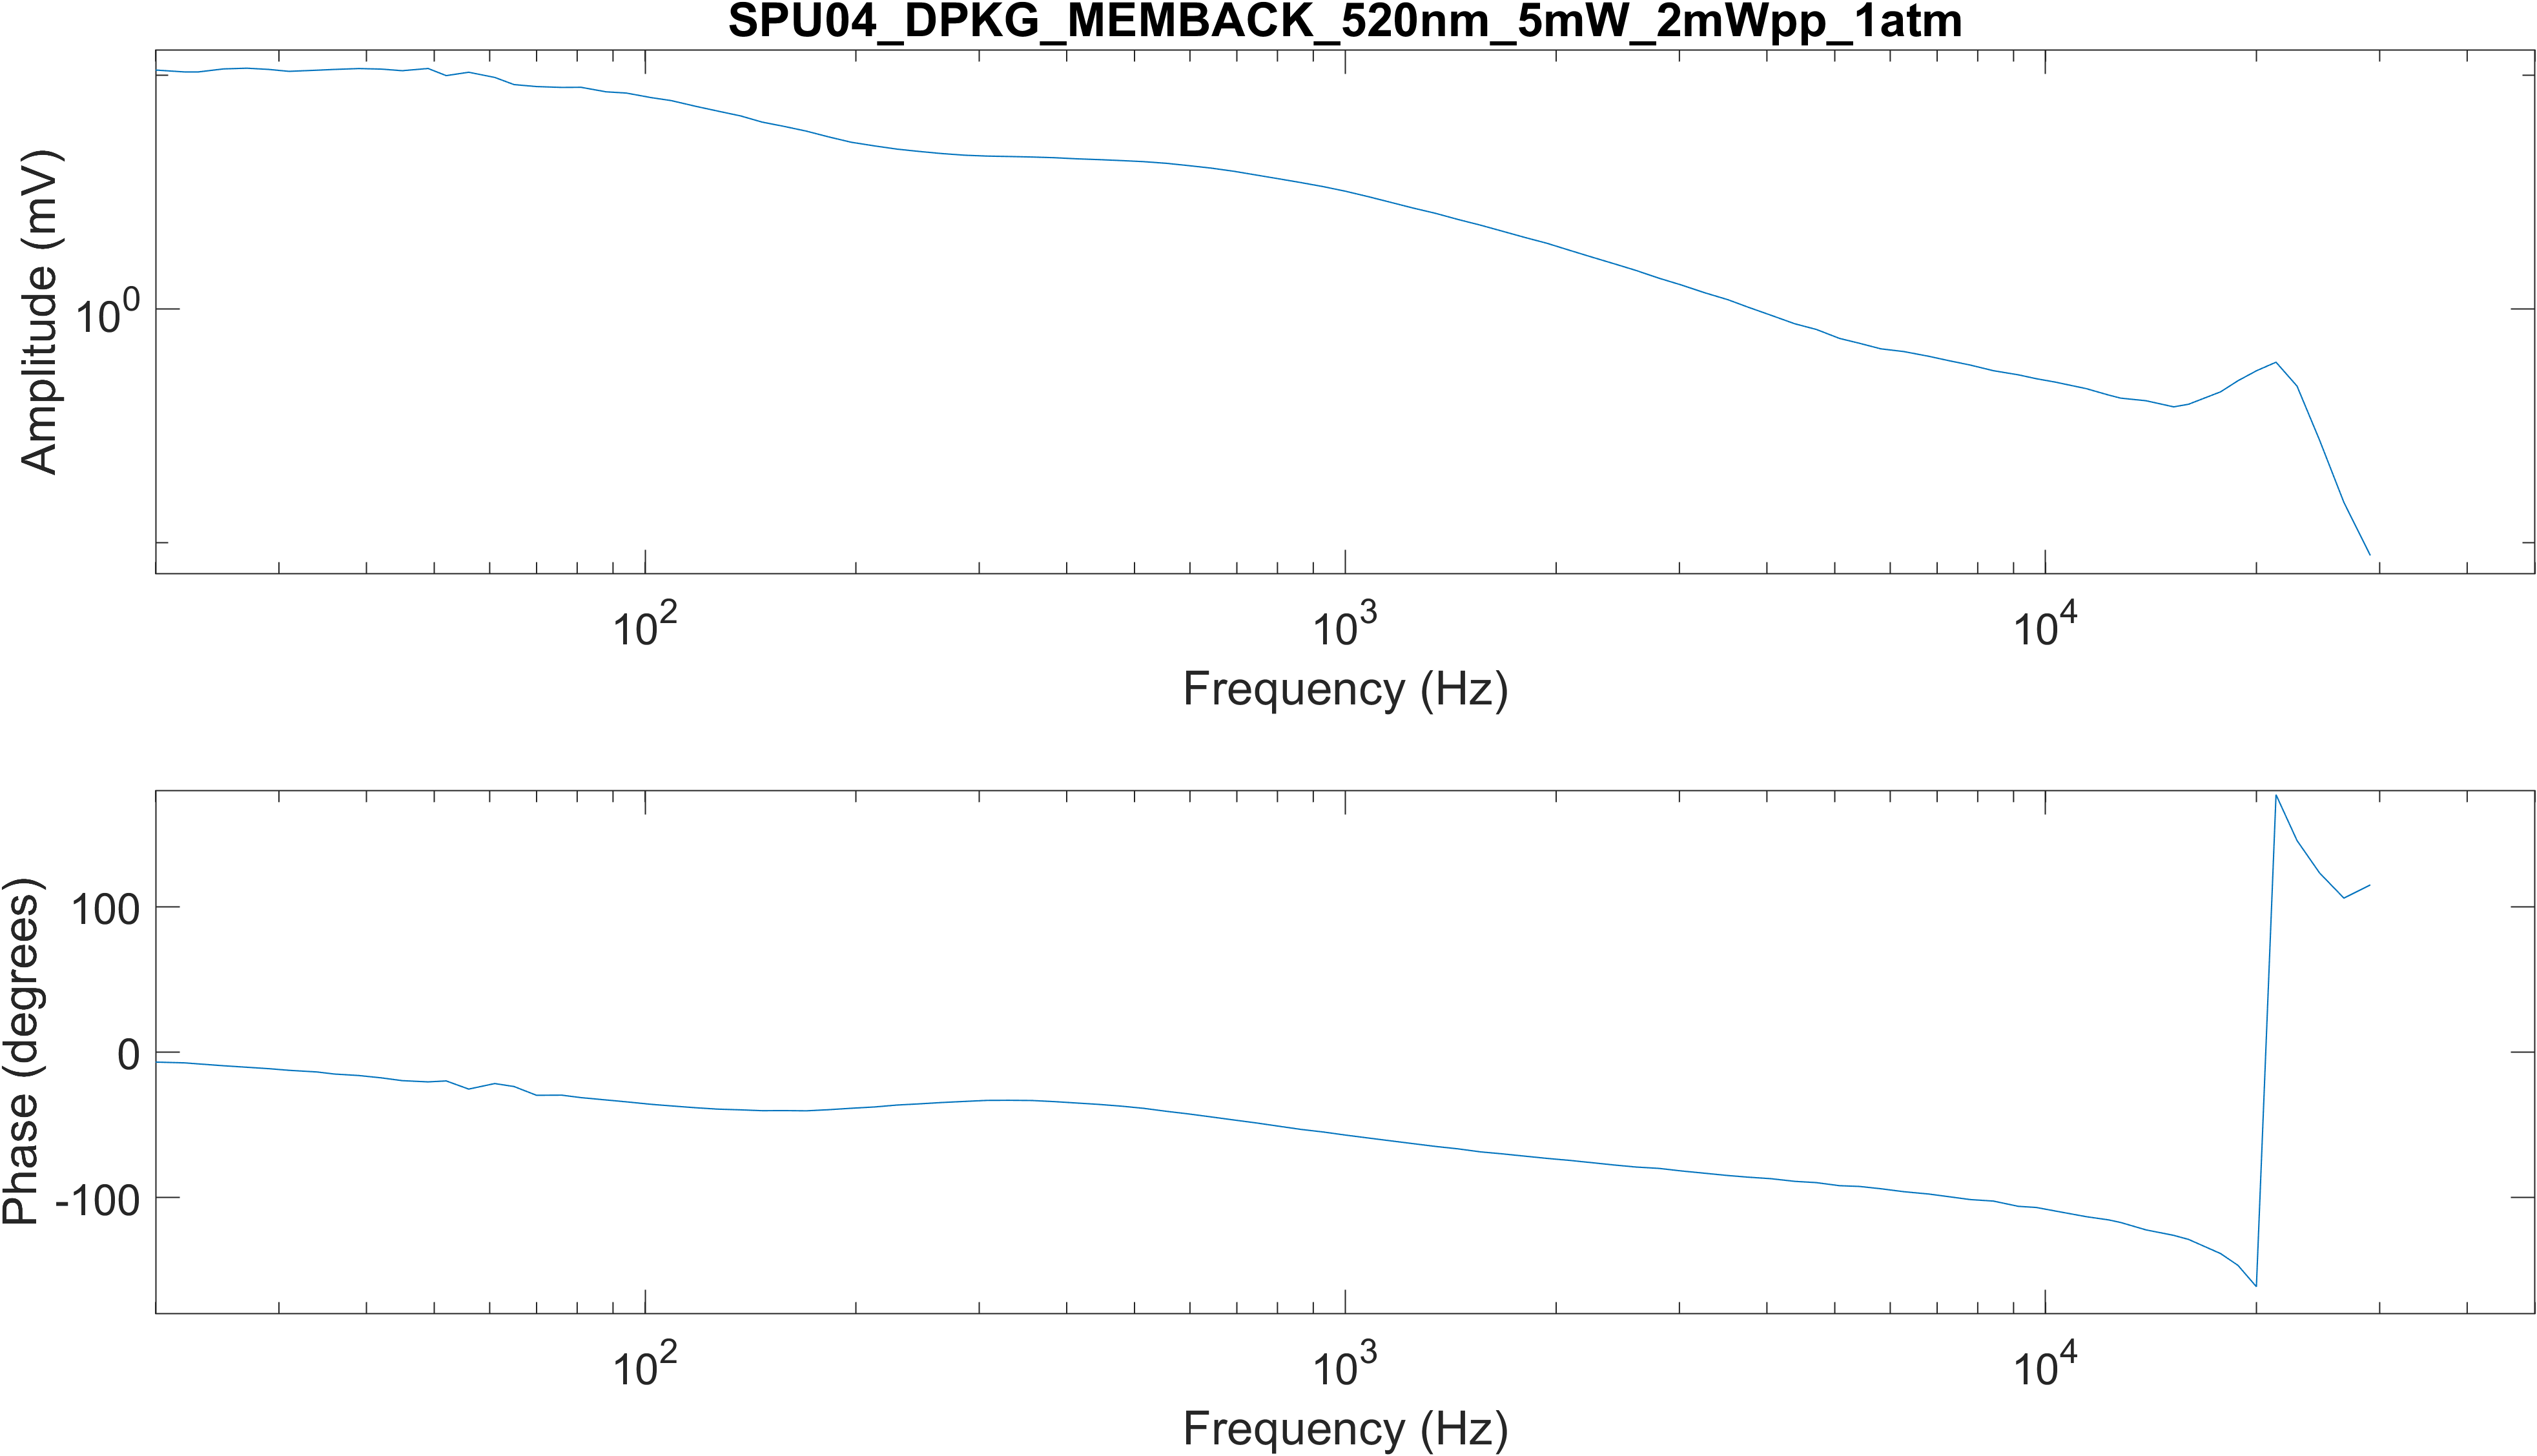 SPU04_DPKG_MEMBACK_520nm_5mW_2mWpp_1atm
Amplitude (mV)
10^0
10^2
10^3
10^4
Frequency (Hz)
Phase (degrees)
100
0
-100
10^2
10^3
10^4
Frequency (Hz)